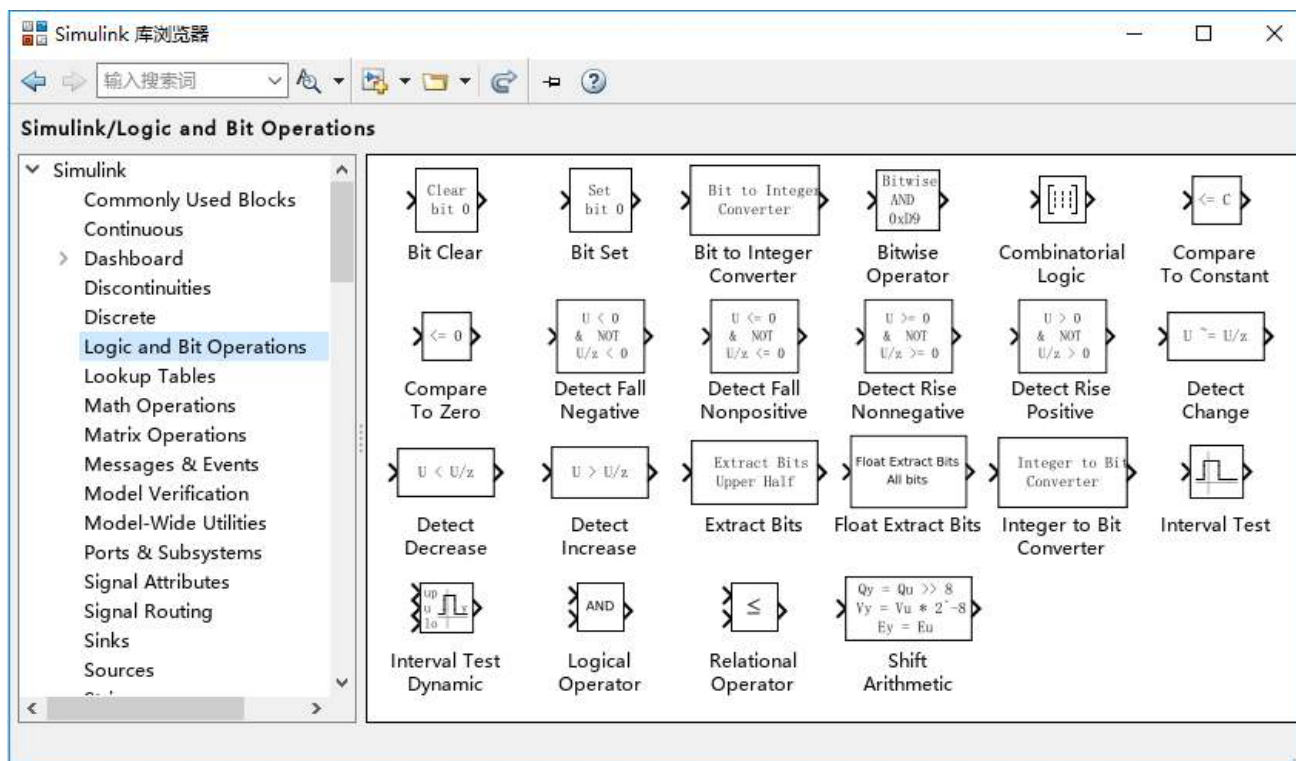 Simulink 库浏览器
输入搜索词
Simulink/Logic and Bit Operations
Simulink
Commonly Used Blocks
Continuous
Dashboard
Discontinuities
Discrete
Logic and Bit Operations
Lookup Tables
Math Operations
Matrix Operations
Messages & Events
Model Verification
Model-Wide Utilities
Ports & Subsystems
Signal Attributes
Signal Routing
Sinks
Sources
Clear
bit 0
Bit Clear
Set
bit 0
Bit Set
Bit to Integer
Converter
Bit to Integer
Converter
Bitwise
AND
0xD9
Bitwise
Operator
Combinatorial
Logic
<= C
Compare
To Constant
<= 0
Compare
To Zero
U < 0
& NOT
U/z < 0
Detect Fall
Negative
U <= 0
& NOT
U/z <= 0
Detect Fall
Nonpositive
U >= 0
& NOT
U/z >= 0
Detect Rise
Nonnegative
U > 0
& NOT
U/z > 0
Detect Rise
Positive
U ~= U/z
Detect
Change
U < U/z
Detect
Decrease
U > U/z
Detect
Increase
Extract Bits
Upper Half
Extract Bits
Float Extract Bits
All bits
Float Extract Bits
Integer to Bit
Converter
Integer to Bit
Converter
Interval Test
up
u y
lo
Interval Test
Dynamic
AND
Logical
Operator
≤
Relational
Operator
Qy = Qu >> 8
Vy = Vu * 2^-8
Ey = Eu
Shift
Arithmetic